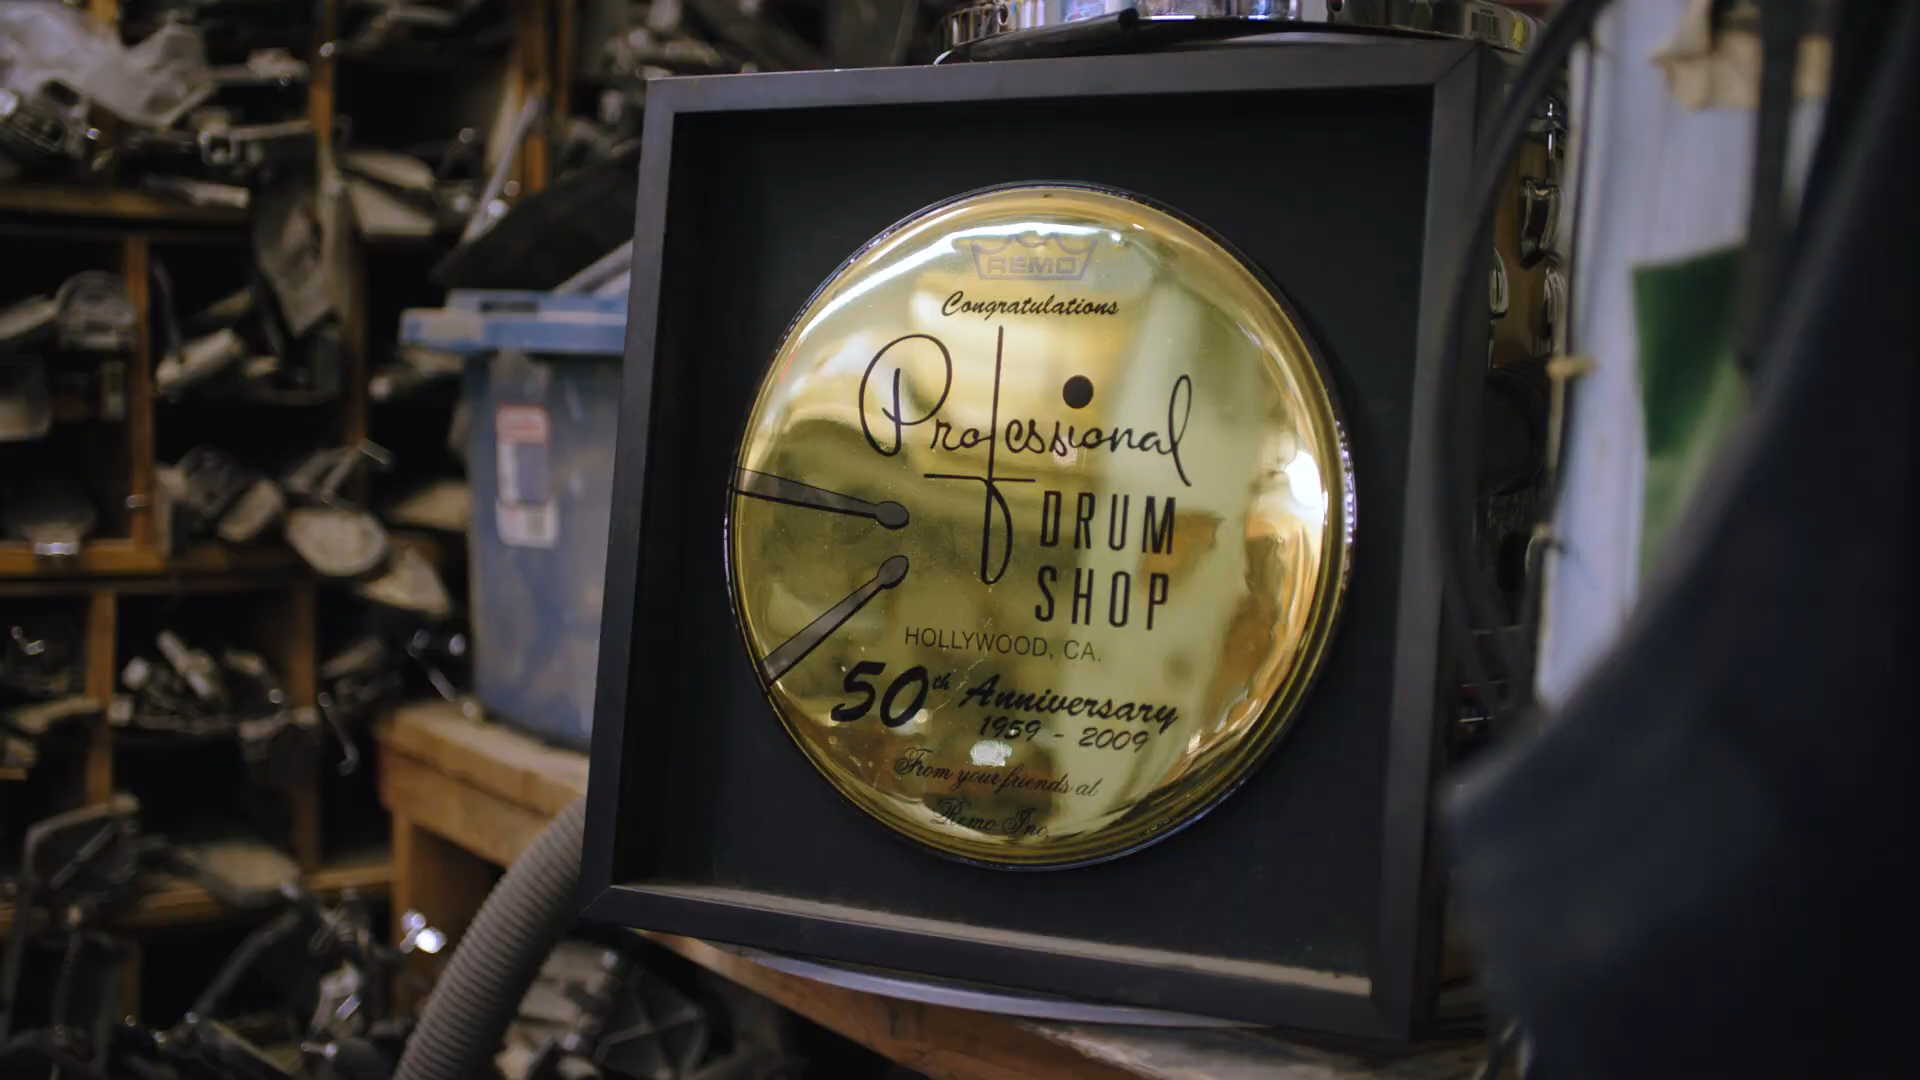 REMO
Congratulations
Professional
DRUM
SHOP
HOLLYWOOD, CA.
50th Anniversary
1959 - 2009
From your friends at
Remo Inc.